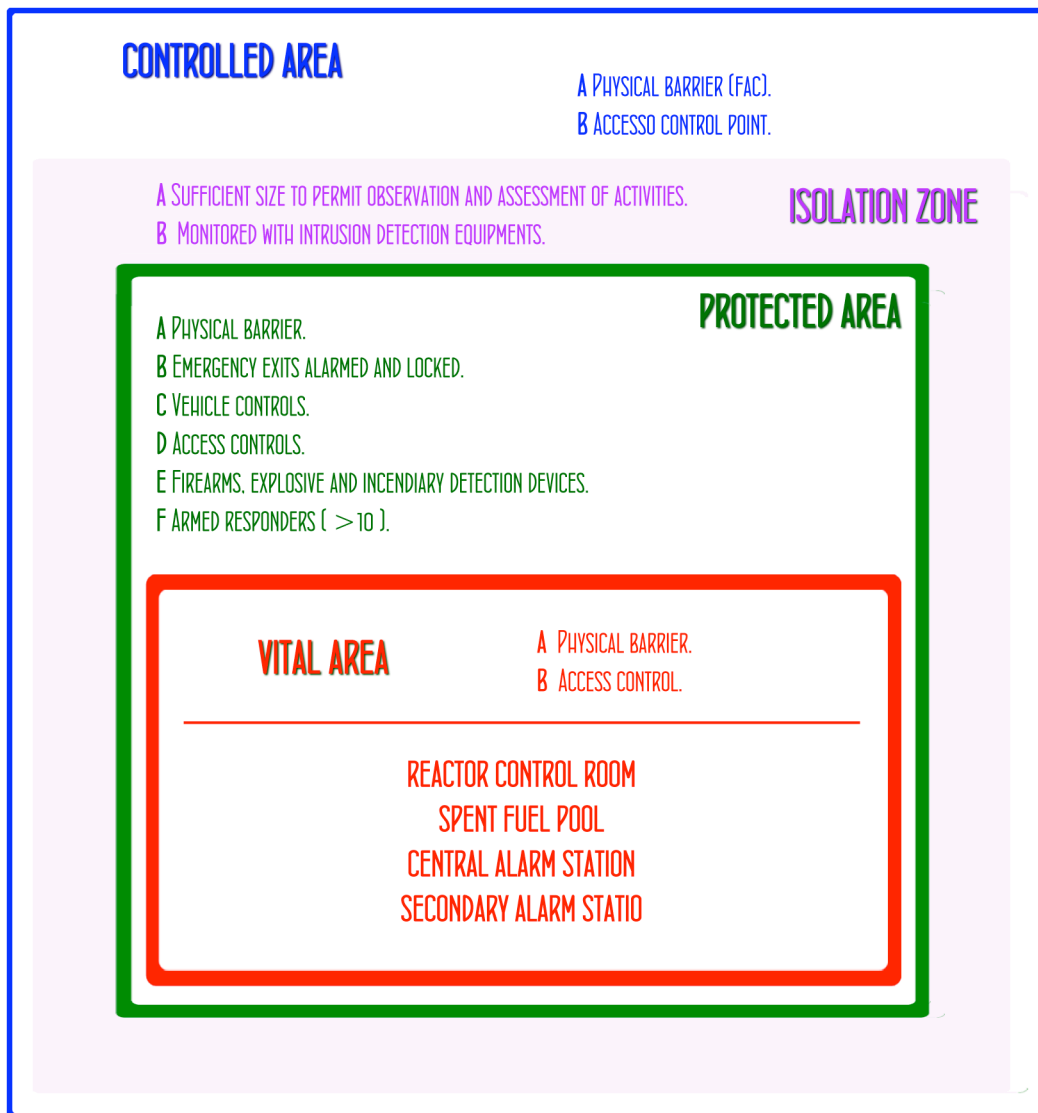 CONTROLLED AREA
A PHYSICAL BARRIER (FAC).
B ACCESSO CONTROL POINT.
A SUFFICIENT SIZE TO PERMIT OBSERVATION AND ASSESSMENT OF ACTIVITIES.
B MONITORED WITH INTRUSION DETECTION EQUIPMENTS.
ISOLATION ZONE
PROTECTED AREA
A PHYSICAL BARRIER.
B EMERGENCY EXITS ALARMED AND LOCKED.
C VEHICLE CONTROLS.
D ACCESS CONTROLS.
E FIREARMS, EXPLOSIVE AND INCENDIARY DETECTION DEVICES.
F ARMED RESPONDERS ( >10 ).
VITAL AREA
A PHYSICAL BARRIER.
B ACCESS CONTROL.
REACTOR CONTROL ROOM
SPENT FUEL POOL
CENTRAL ALARM STATION
SECONDARY ALARM STATIO